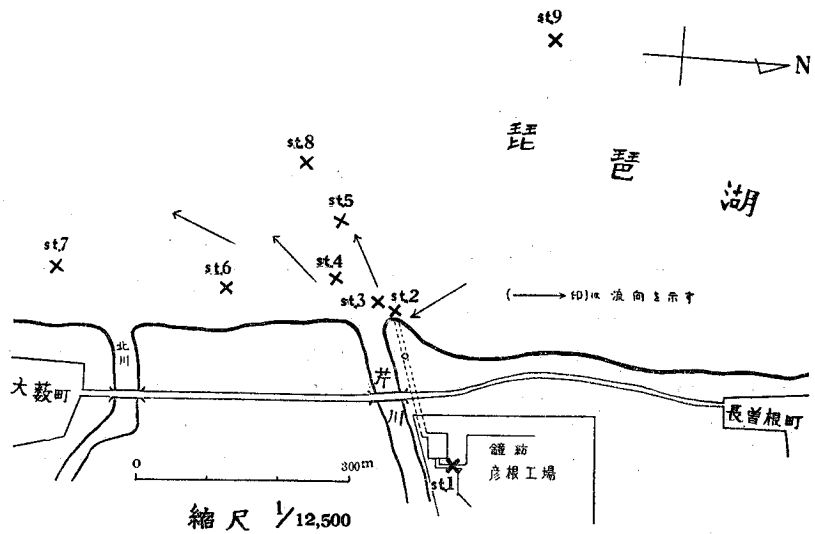 st.9
N
琵琶湖
st.8
st.5
st.7
st.6
st.4
st.3
st.2
(⟶印)は流向を示す
北川
芹川
大薮町
長曽根町
鐘紡
彦根工場
st.1
0
300m
縮尺 1/12,500